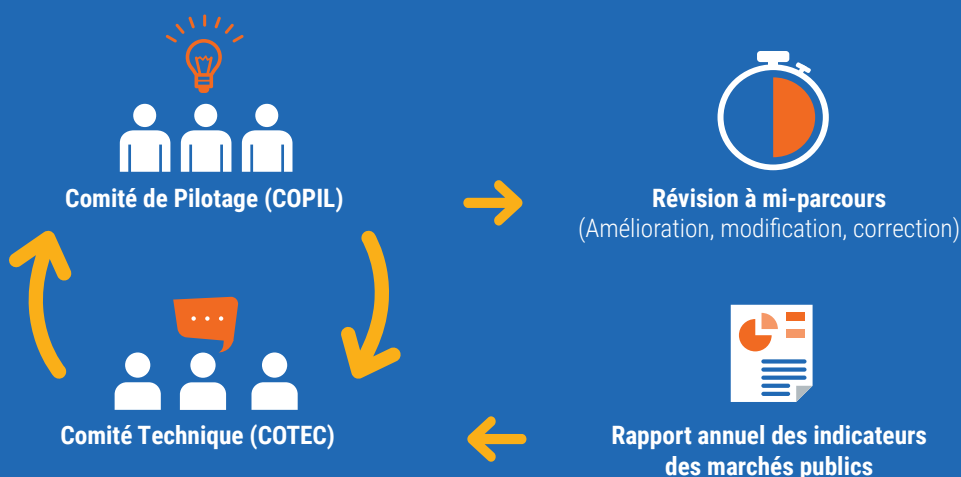 Comité de Pilotage (COPIL)
Révision à mi-parcours
(Amélioration, modification, correction)
Comité Technique (COTEC)
Rapport annuel des indicateurs
des marchés publics